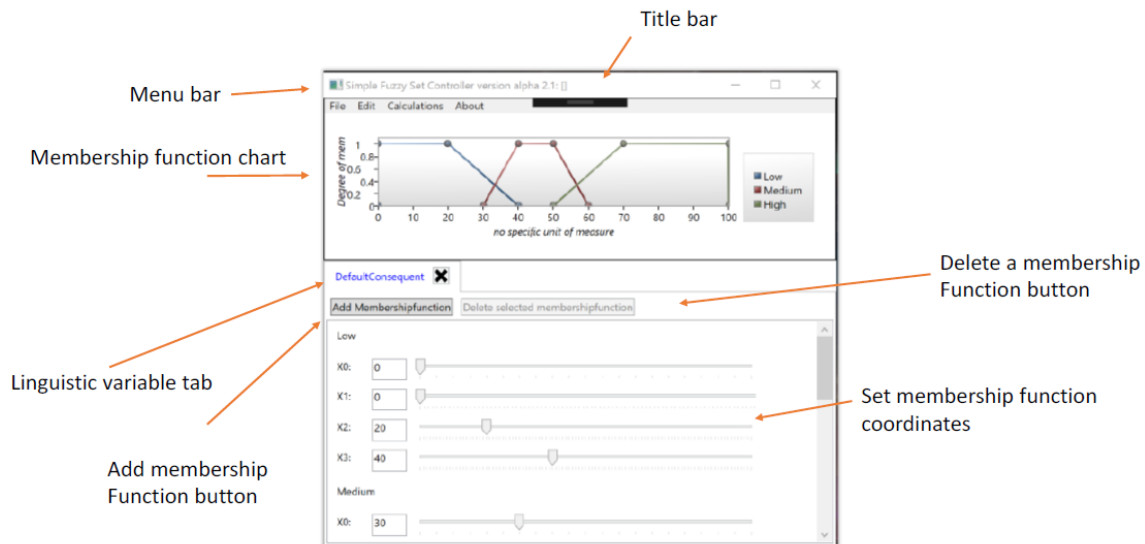 Title bar
Menu bar
Simple Fuzzy Set Controller version alpha 2.1: []
File Edit Calculations About
Membership function chart
Degree of mem
1
0.8
0.6
0.4
0.2
0
0 10 20 30 40 50 60 70 80 90 100
no specific unit of measure
Low
Medium
High
DefaultConsequent
Delete a membership
Function button
Add Membershipfunction Delete selected membershipfunction
Linguistic variable tab
Low
X0: 0
X1: 0
X2: 20
X3: 40
Set membership function
coordinates
Add membership
Function button
Medium
X0: 30